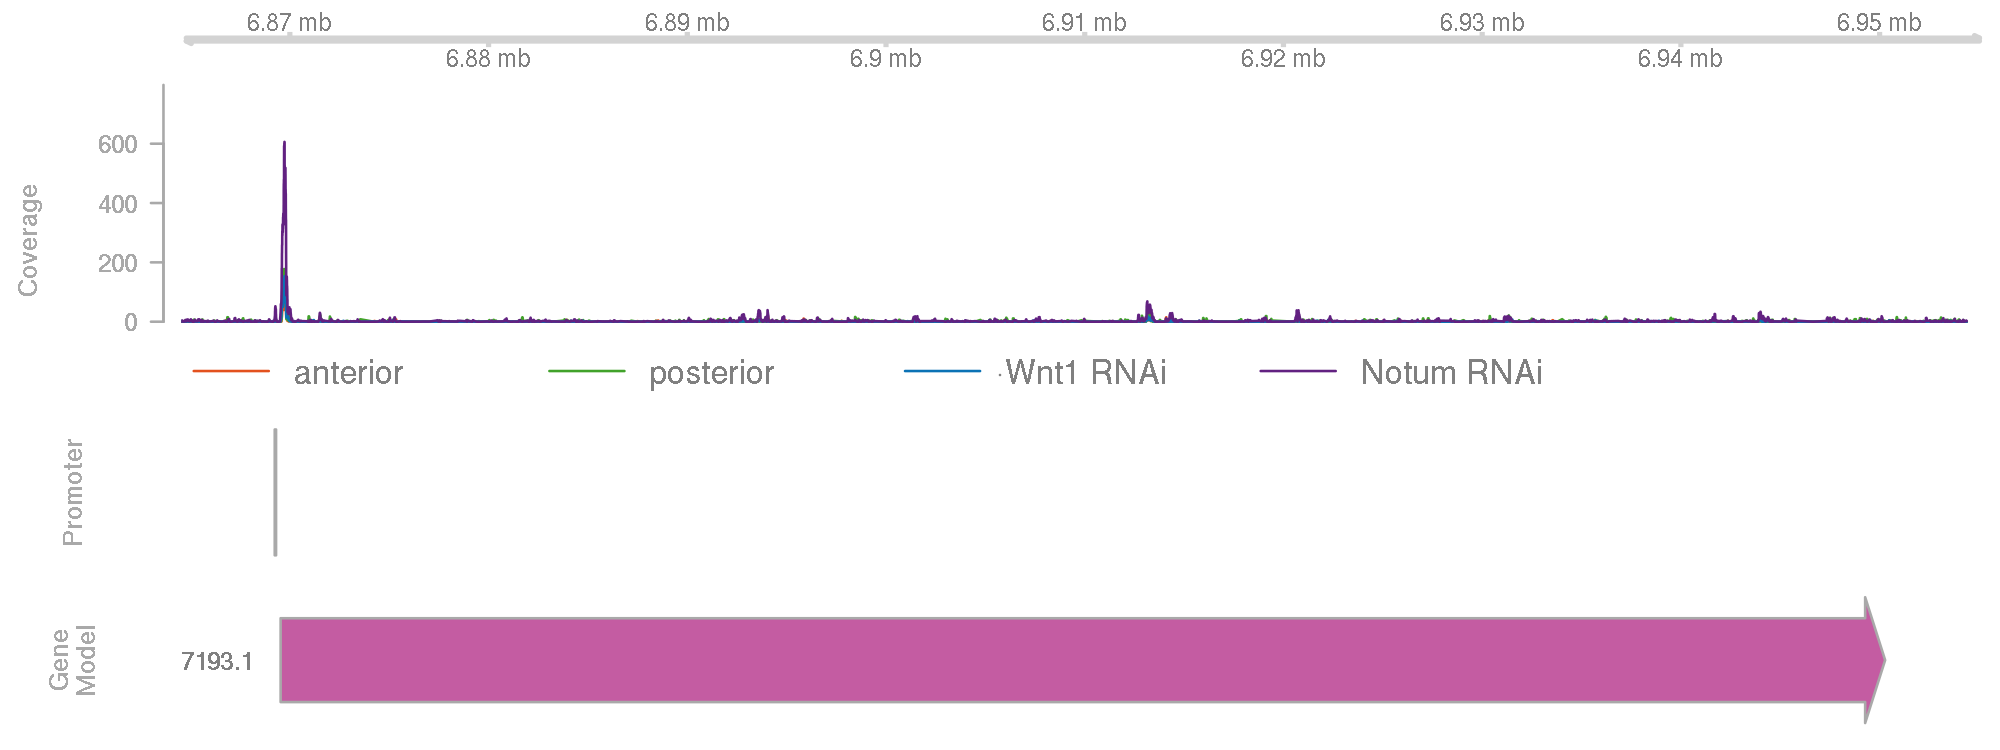 6.87 mb 6.89 mb 6.91 mb 6.93 mb 6.95 mb
6.88 mb 6.9 mb 6.92 mb 6.94 mb
Coverage
600
400
200
0
anterior posterior Wnt1 RNAi Notum RNAi
Promoter
Gene
Model
7193.1